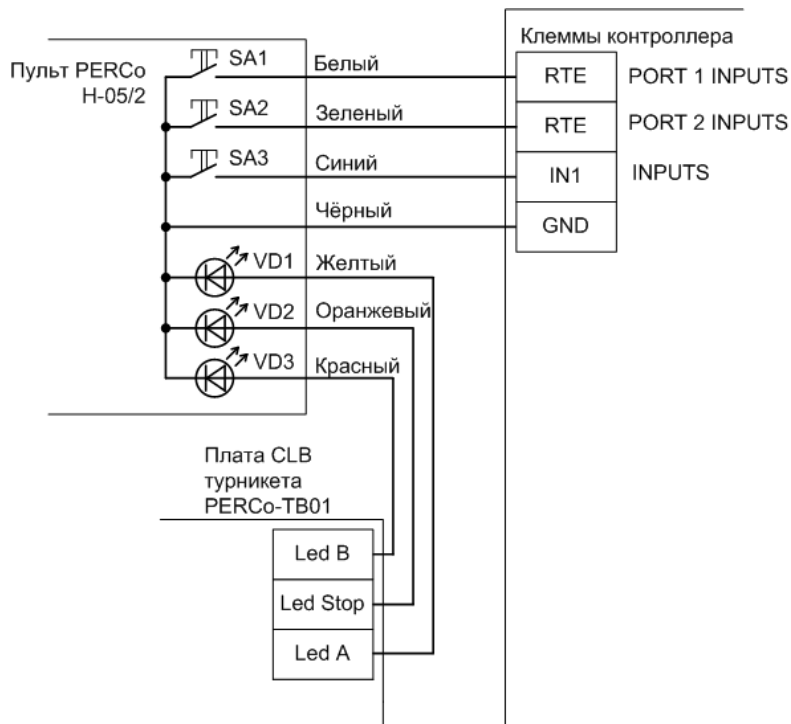 Клеммы контроллера
Пульт PERCo
H-05/2
SA1
Белый
RTE
PORT 1 INPUTS
SA2
Зеленый
RTE
PORT 2 INPUTS
SA3
Синий
IN1
INPUTS
Чёрный
GND
VD1
Желтый
VD2
Оранжевый
VD3
Красный
Плата CLB
турникета
PERCo-TB01
Led B
Led Stop
Led A